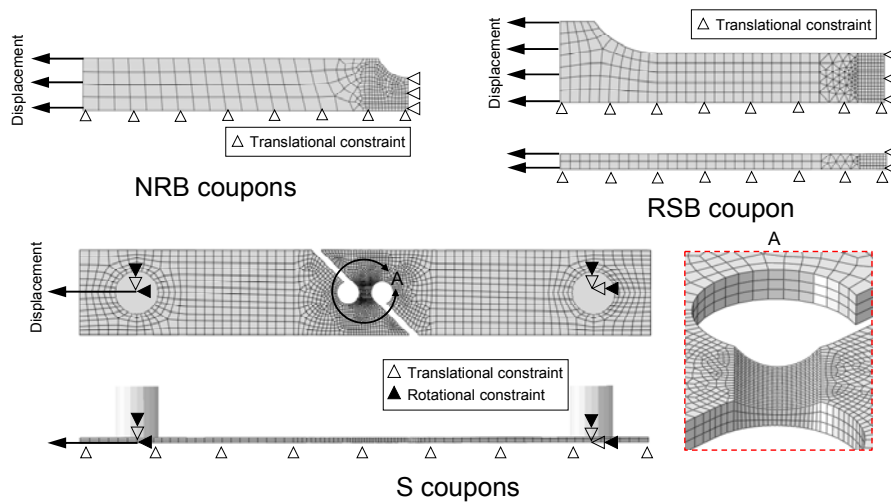 Displacement
△ Translational constraint
NRB coupons
Displacement
△ Translational constraint
RSB coupon
Displacement
A
A
△ Translational constraint
▲ Rotational constraint
S coupons